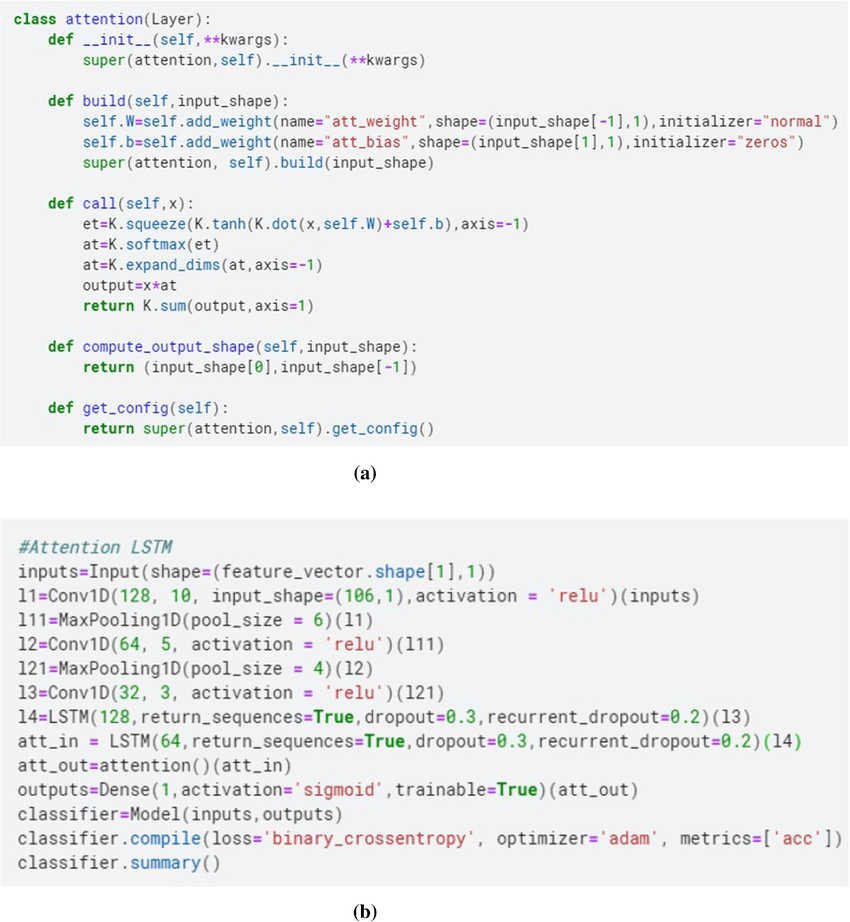 class attention(Layer):
    def __init__(self,**kwargs):
        super(attention,self).__init__(**kwargs)
    def build(self,input_shape):
        self.W=self.add_weight(name="att_weight",shape=(input_shape[-1],1),initializer="normal")
        self.b=self.add_weight(name="att_bias",shape=(input_shape[1],1),initializer="zeros")
        super(attention, self).build(input_shape)
    def call(self,x):
        et=K.squeeze(K.tanh(K.dot(x,self.W)+self.b),axis=-1)
        at=K.softmax(et)
        at=K.expand_dims(at,axis=-1)
        output=x*at
        return K.sum(output,axis=1)
    def compute_output_shape(self,input_shape):
        return (input_shape[0],input_shape[-1])
    def get_config(self):
        return super(attention,self).get_config()
(a)
#Attention LSTM
inputs=Input(shape=(feature_vector.shape[1],1))
l1=Conv1D(128, 10, input_shape=(106,1),activation = 'relu')(inputs)
l11=MaxPooling1D(pool_size = 6)(l1)
l2=Conv1D(64, 5, activation = 'relu')(l11)
l21=MaxPooling1D(pool_size = 4)(l2)
l3=Conv1D(32, 3, activation = 'relu')(l21)
l4=LSTM(128,return_sequences=True,dropout=0.3,recurrent_dropout=0.2)(l3)
att_in = LSTM(64,return_sequences=True,dropout=0.3,recurrent_dropout=0.2)(l4)
att_out=attention()(att_in)
outputs=Dense(1,activation='sigmoid',trainable=True)(att_out)
classifier=Model(inputs,outputs)
classifier.compile(loss='binary_crossentropy', optimizer='adam', metrics=['acc'])
classifier.summary()
(b)